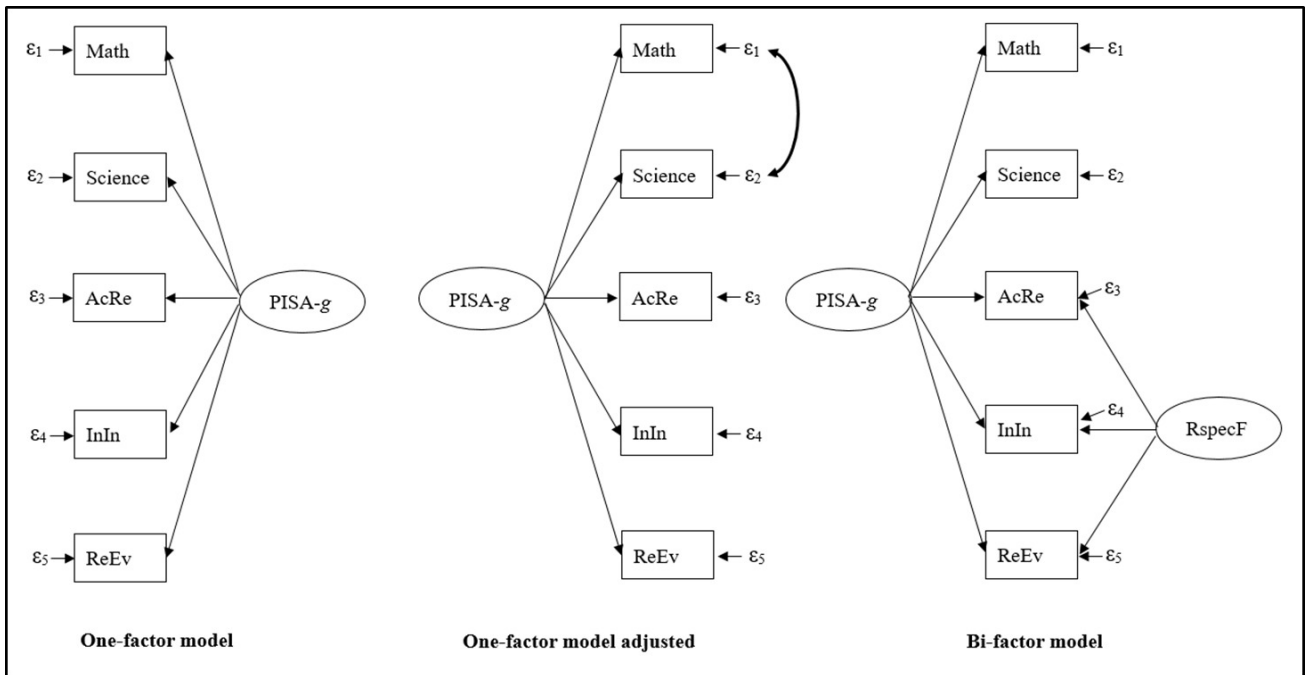 ε1
Math
ε2
Science
ε3
AcRe
PISA-g
ε4
InIn
ε5
ReEv
One-factor model
Math
ε1
Science
ε2
PISA-g
AcRe
ε3
InIn
ε4
ReEv
ε5
One-factor model adjusted
Math
ε1
Science
ε2
PISA-g
AcRe
ε3
InIn
ε4
RspecF
ReEv
ε5
Bi-factor model